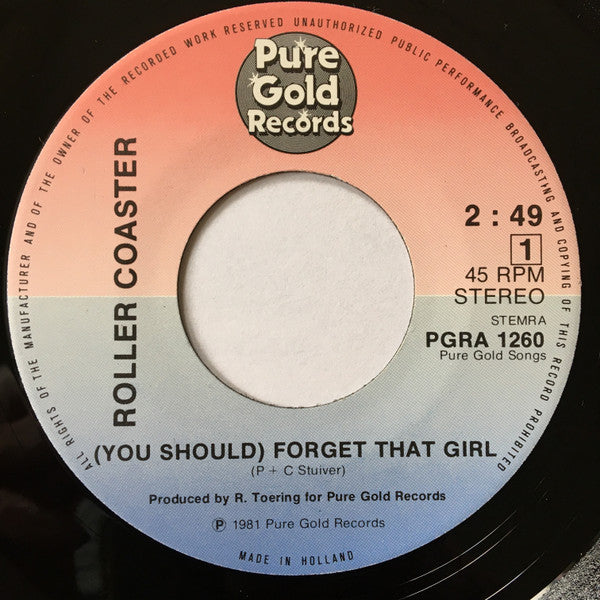 ALL RIGHTS OF THE MANUFACTURER AND OF THE OWNER OF THE RECORDED WORK RESERVED UNAUTHORIZED PUBLIC PERFORMANCE BROADCASTING AND COPYING OF THIS RECORD PROHIBITED
Pure
Gold
Records
ROLLER COASTER
2 : 49
1
45 RPM
STEREO
STEMRA
PGRA 1260
Pure Gold Songs
(YOU SHOULD) FORGET THAT GIRL
(P + C Stuiver)
Produced by R. Toering for Pure Gold Records
Ⓟ 1981 Pure Gold Records
MADE IN HOLLAND